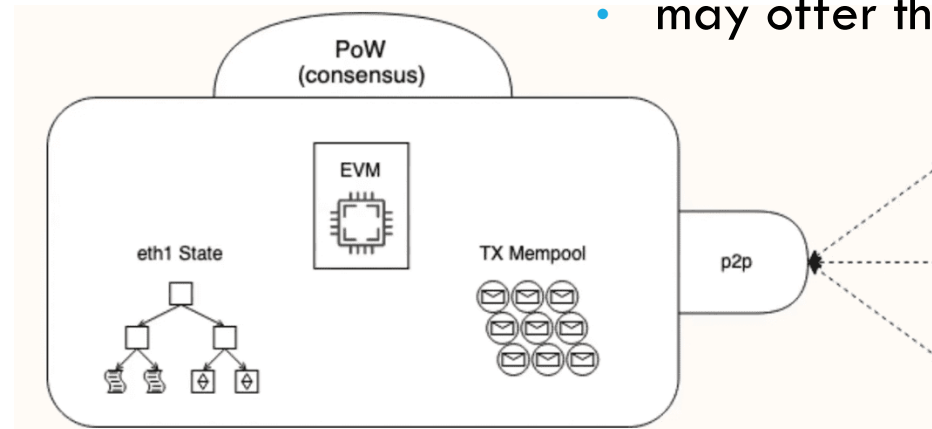 • may offer th
PoW
(consensus)
EVM
eth1 State
TX Mempool
p2p